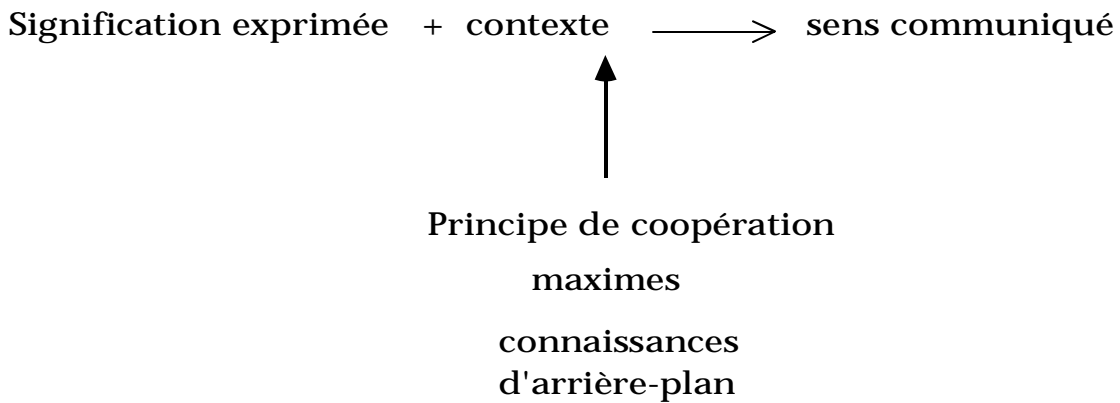 Signification exprimée + contexte sens communiqué
Principe de coopération
maximes
connaissances
d'arrière-plan